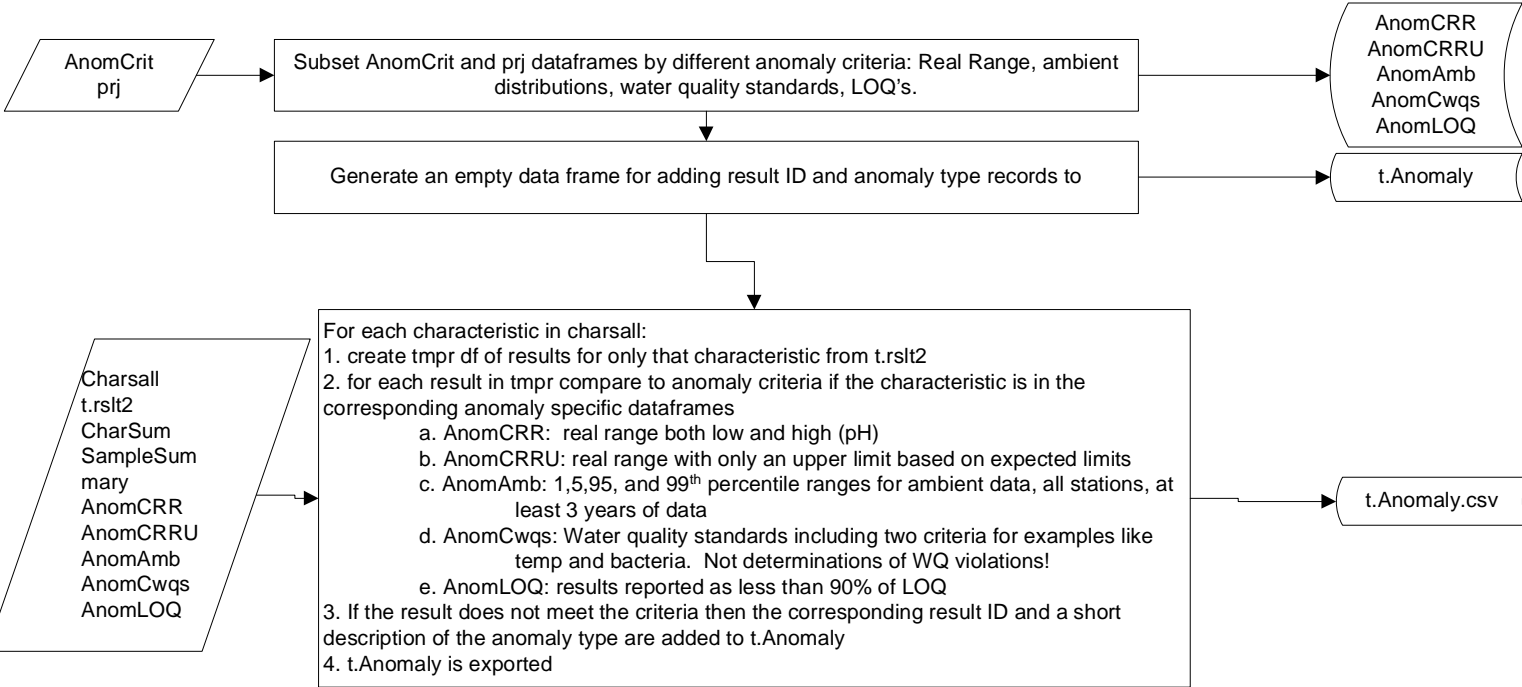 AnomCrit
prj
Subset AnomCrit and prj dataframes by different anomaly criteria: Real Range, ambient
distributions, water quality standards, LOQ's.
AnomCRR
AnomCRRU
AnomAmb
AnomCwqs
AnomLOQ
Generate an empty data frame for adding result ID and anomaly type records to
t.Anomaly
Charsall
t.rslt2
CharSum
SampleSum
mary
AnomCRR
AnomCRRU
AnomAmb
AnomCwqs
AnomLOQ
For each characteristic in charsall:
1. create tmpr df of results for only that characteristic from t.rslt2
2. for each result in tmpr compare to anomaly criteria if the characteristic is in the
corresponding anomaly specific dataframes
a. AnomCRR: real range both low and high (pH)
b. AnomCRRU: real range with only an upper limit based on expected limits
c. AnomAmb: 1,5,95, and 99th percentile ranges for ambient data, all stations, at
least 3 years of data
d. AnomCwqs: Water quality standards including two criteria for examples like
temp and bacteria. Not determinations of WQ violations!
e. AnomLOQ: results reported as less than 90% of LOQ
3. If the result does not meet the criteria then the corresponding result ID and a short
description of the anomaly type are added to t.Anomaly
4. t.Anomaly is exported
t.Anomaly.csv